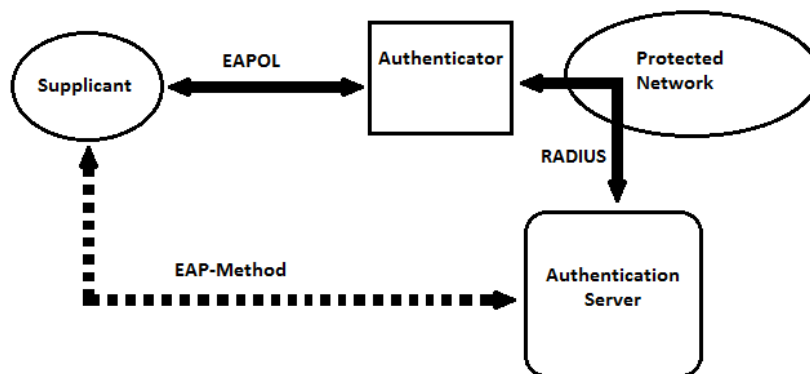 Supplicant
EAPOL
Authenticator
Protected
Network
RADIUS
EAP-Method
Authentication
Server